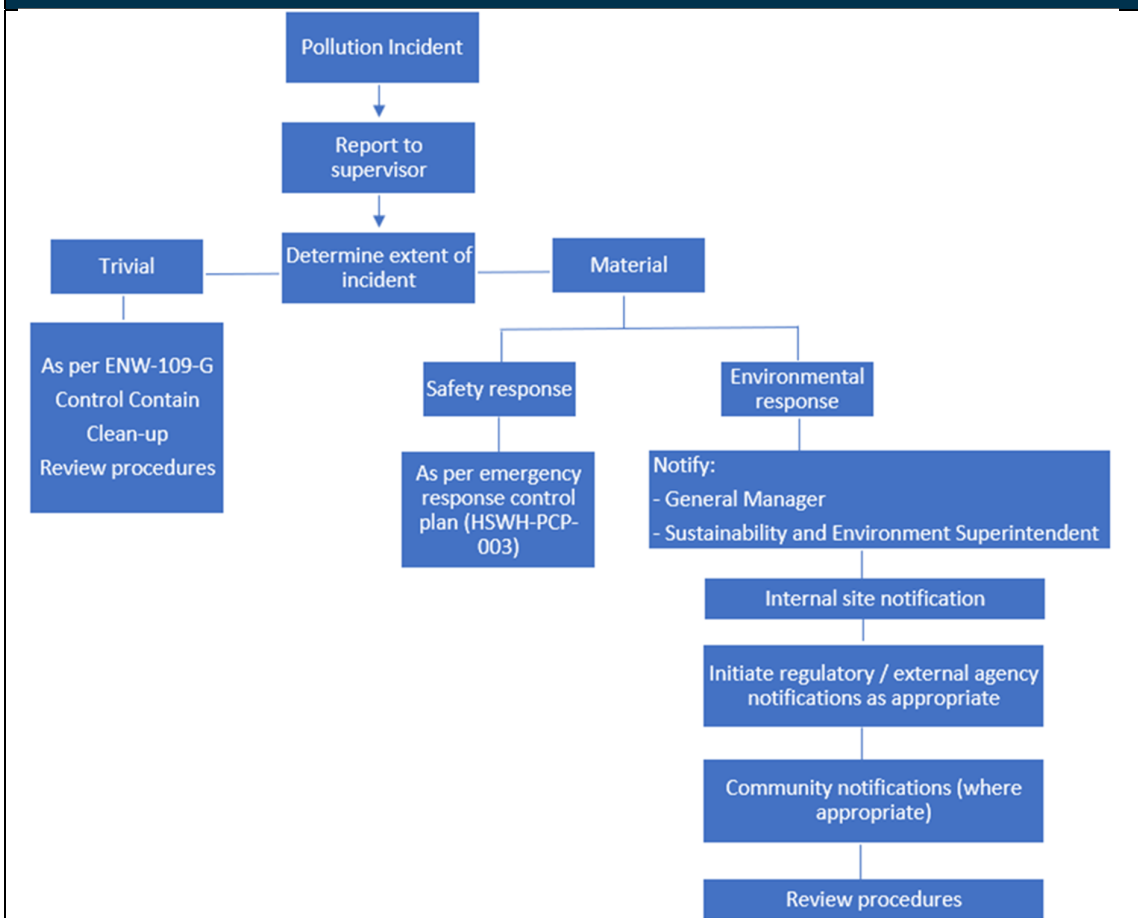 Pollution Incident
Report to
supervisor
Determine extent of
incident
Trivial
Material
As per ENW-109-G
Control Contain
Clean-up
Review procedures
Safety response
Environmental
response
As per emergency
response control
plan (HSWH-PCP-
003)
Notify:
- General Manager
- Sustainability and Environment Superintendent
Internal site notification
Initiate regulatory / external agency
notifications as appropriate
Community notifications (where
appropriate)
Review procedures